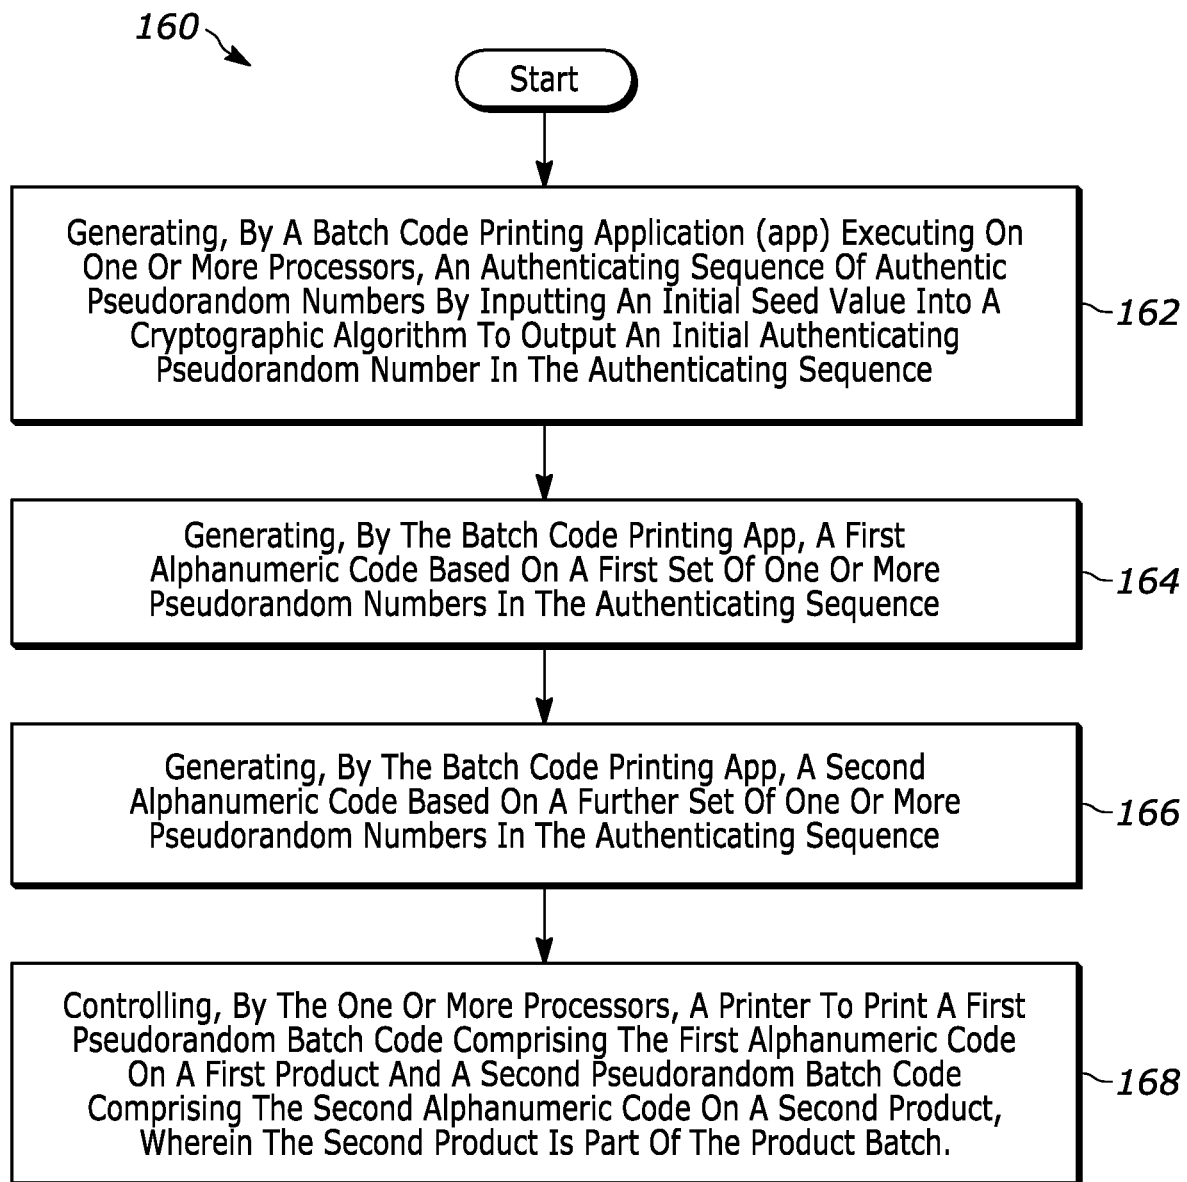 160
Start
Generating, By A Batch Code Printing Application (app) Executing On
One Or More Processors, An Authenticating Sequence Of Authentic
Pseudorandom Numbers By Inputting An Initial Seed Value Into A
Cryptographic Algorithm To Output An Initial Authenticating
Pseudorandom Number In The Authenticating Sequence
162
Generating, By The Batch Code Printing App, A First
Alphanumeric Code Based On A First Set Of One Or More
Pseudorandom Numbers In The Authenticating Sequence
164
Generating, By The Batch Code Printing App, A Second
Alphanumeric Code Based On A Further Set Of One Or More
Pseudorandom Numbers In The Authenticating Sequence
166
Controlling, By The One Or More Processors, A Printer To Print A First
Pseudorandom Batch Code Comprising The First Alphanumeric Code
On A First Product And A Second Pseudorandom Batch Code
Comprising The Second Alphanumeric Code On A Second Product,
Wherein The Second Product Is Part Of The Product Batch.
168